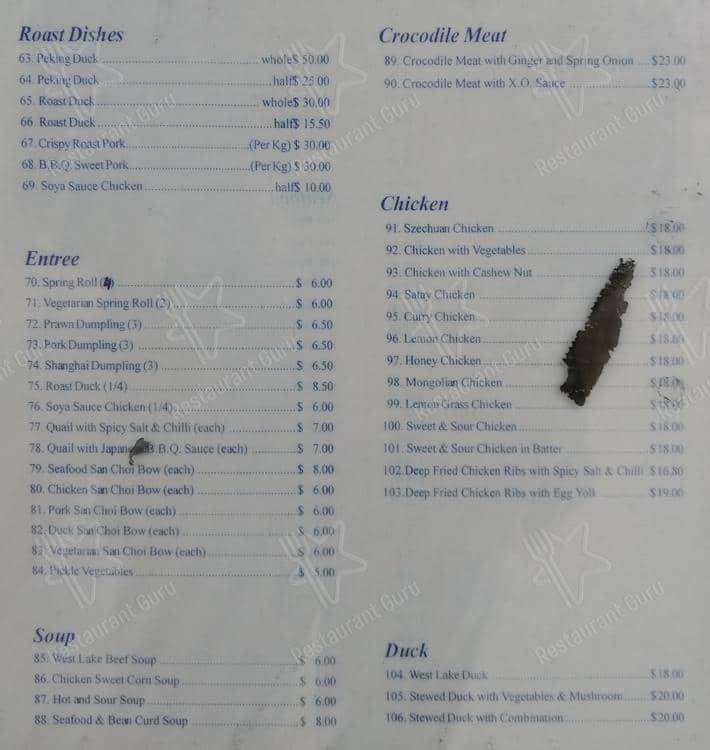 Roast Dishes
63. Peking Duck whole$ 50.00
64. Peking Duck half$ 25.00
65. Roast Duck whole$ 30.00
66. Roast Duck half$ 15.50
67. Crispy Roast Pork (Per Kg) $ 30.00
68. B.B.Q. Sweet Pork (Per Kg) $ 30.00
69. Soya Sauce Chicken half$ 10.00
Entree
70. Spring Roll $ 6.00
71. Vegetarian Spring Roll (2) $ 6.00
72. Prawn Dumpling (3) $ 6.50
73. Pork Dumpling (3) $ 6.50
74. Shanghai Dumpling (3) $ 6.50
75. Roast Duck (1/4) $ 8.50
76. Soya Sauce Chicken (1/4) $ 6.00
77. Quail with Spicy Salt & Chilli (each) $ 7.00
78. Quail with B.B.Q. Sauce (each) $ 7.00
79. Seafood San Choi Bow (each) $ 8.00
80. Chicken San Choi Bow (each) $ 6.00
81. Pork San Choi Bow (each) $ 6.00
82. Duck San Choi Bow (each) $ 6.00
83. Vegetarian San Choi Bow (each) $ 6.00
84. Pickle Vegetables $ 5.00
Soup
85. West Lake Beef Soup $ 6.00
86. Chicken Sweet Corn Soup $ 6.00
87. Hot and Sour Soup $ 6.00
88. Seafood & Bean Curd Soup $ 8.00
Crocodile Meat
89. Crocodile Meat with Ginger and Spring Onion $23.00
90. Crocodile Meat with X.O. Sauce $23.00
Chicken
91. Szechuan Chicken $18.00
92. Chicken with Vegetables $18.00
93. Chicken with Cashew Nut $18.00
94. Satay Chicken $18.00
95. Curry Chicken $18.00
96. Lemon Chicken $18.80
97. Honey Chicken $18.00
98. Mongolian Chicken $18.00
99. Lemon Grass Chicken $18.00
100. Sweet & Sour Chicken $18.00
101. Sweet & Sour Chicken in Batter $18.00
102. Deep Fried Chicken Ribs with Spicy Salt & Chilli $16.80
103. Deep Fried Chicken Ribs with Egg Yolk $19.00
Duck
104. West Lake Duck $18.00
105. Stewed Duck with Vegetables & Mushroom $20.00
106. Stewed Duck with Combination $20.00
Restaurant Guru